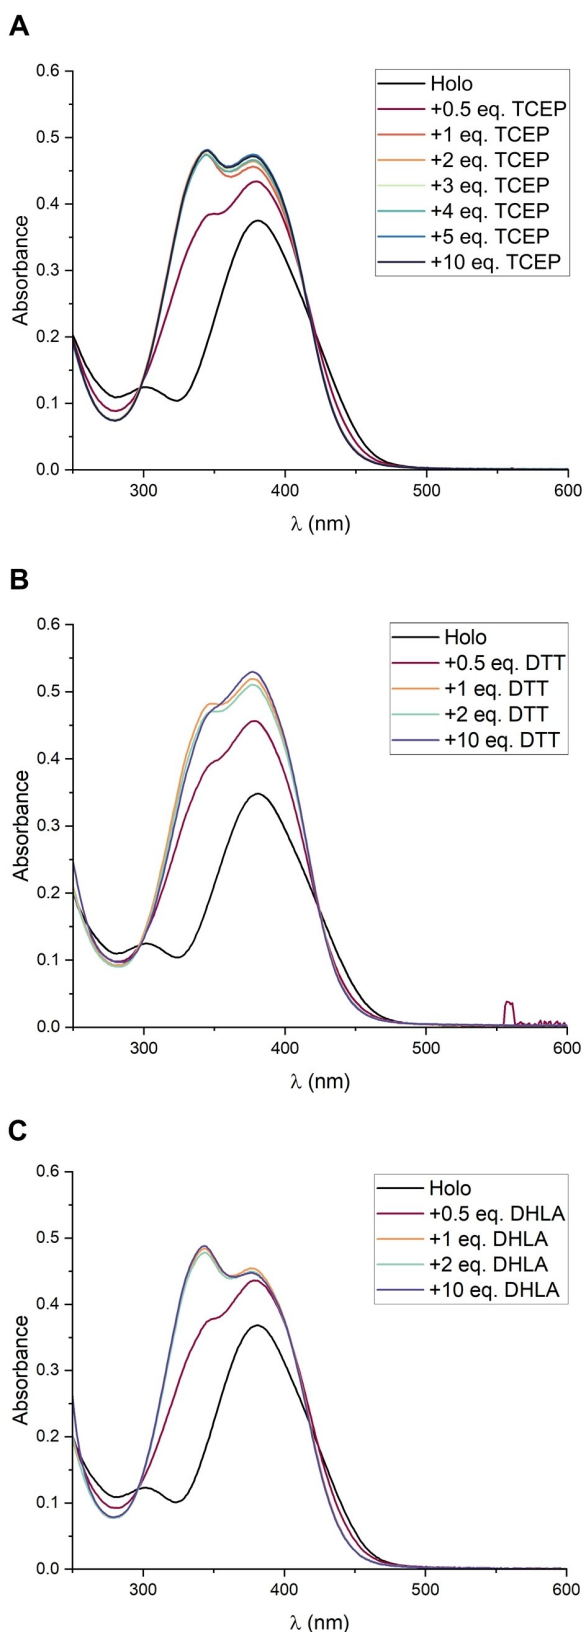 A
0.6
0.5
0.4
0.3
0.2
0.1
0.0
Absorbance
Holo
+0.5 eq. TCEP
+1 eq. TCEP
+2 eq. TCEP
+3 eq. TCEP
+4 eq. TCEP
+5 eq. TCEP
+10 eq. TCEP
300 400 500 600
λ (nm)
B
0.6
0.5
0.4
0.3
0.2
0.1
0.0
Absorbance
Holo
+0.5 eq. DTT
+1 eq. DTT
+2 eq. DTT
+10 eq. DTT
300 400 500 600
λ (nm)
C
0.6
0.5
0.4
0.3
0.2
0.1
0.0
Absorbance
Holo
+0.5 eq. DHLA
+1 eq. DHLA
+2 eq. DHLA
+10 eq. DHLA
300 400 500 600
λ (nm)